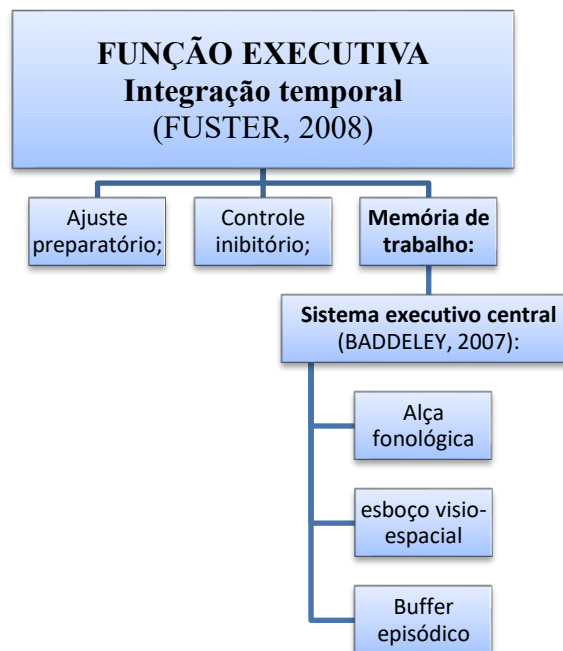 FUNÇÃO EXECUTIVA
Integração temporal
(FUSTER, 2008)
Ajuste
preparatório;
Controle
inibitório;
Memória de
trabalho:
Sistema executivo central
(BADDELEY, 2007):
Alça
fonológica
esboço visio-
espacial
Buffer
episódico